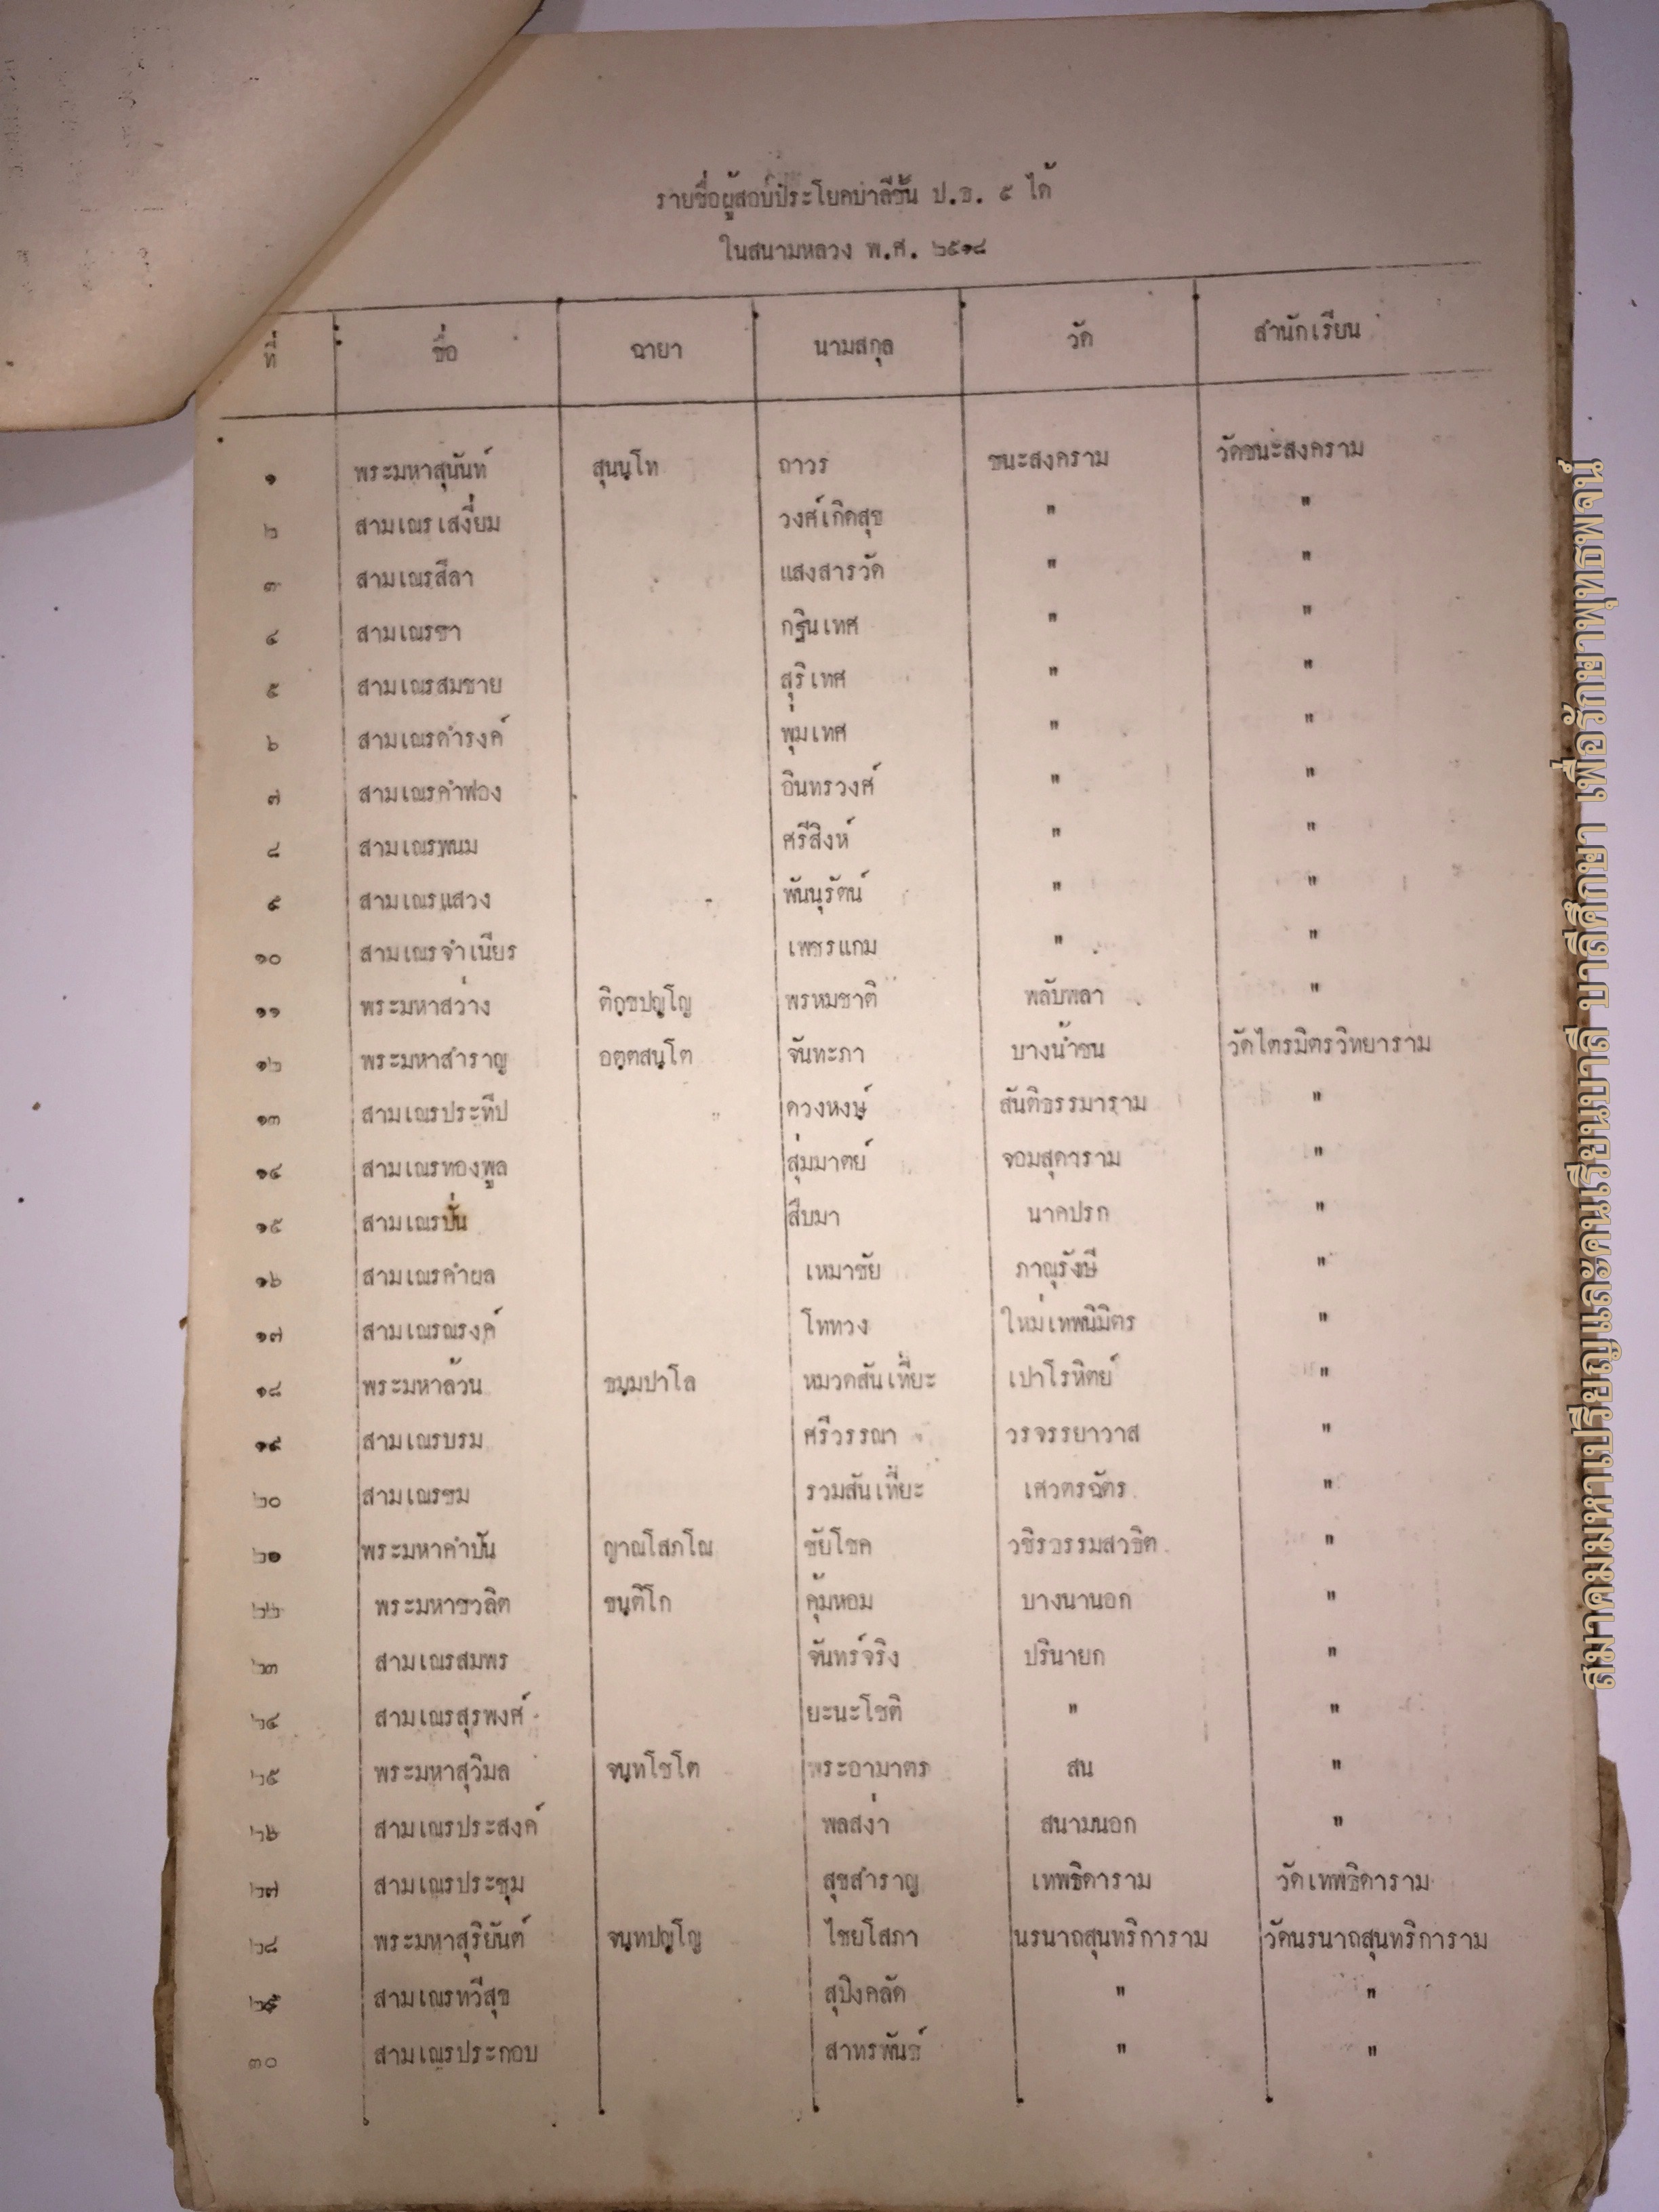 รายชื่อผู้สอบประโยคบาลีชั้น ป.ธ. ๕ ได้
ในสนามหลวง พ.ศ. ๒๕๑๘
ที่ ชื่อ ฉายา นามสกุล วัด สำนักเรียน
๑ พระมหาสุนันท์ สุนนฺโท ถาวร ชนะสงคราม วัดชนะสงคราม
๒ สามเณรเสงี่ยม วงศ์เกิดสุข " "
๓ สามเณรสีลา แสงสารวัด " "
๔ สามเณรชา กฐินเทศ " "
๕ สามเณรสมชาย สุริเทศ " "
๖ สามเณรดำรงค์ พุ่มเทศ " "
๗ สามเณรคำฟอง อินทรวงศ์ " "
๘ สามเณรพนม ศรีสิงห์ " "
๙ สามเณรแสวง พันนุรัตน์ " "
๑๐ สามเณรจำเนียร เพชรแกม " "
๑๑ พระมหาสว่าง ติกฺขปญฺโญ พรหมชาติ พลับพลา "
๑๒ พระมหาสำราญ อตฺตสนฺโต จันทะภา บางน้ำชน วัดไตรมิตรวิทยาราม
๑๓ สามเณรประทีป ดวงหงษ์ สันติธรรมาราม "
๑๔ สามเณรทองพูล สุ่มมาตย์ จอมสุดาราม "
๑๕ สามเณรปั่น สืบมา นาคปรก "
๑๖ สามเณรคำผล เหมาชัย ภาณุรังษี "
๑๗ สามเณรณรงค์ โททวง ใหม่เทพนิมิตร "
๑๘ พระมหาล้วน ธมฺมปาโล หมวดสันเทียะ เปาโรหิตย์ "
๑๙ สามเณรบรม ศรีวรรณา วรจรรยาวาส "
๒๐ สามเณรชม รวมสันเทียะ เศวตรฉัตร "
๒๑ พระมหาคำปัน ญาณโสภโณ ชัยโชค วชิรธรรมสาธิต "
๒๒ พระมหาชวลิต ขนฺติโก คุ้มหอม บางนานอก "
๒๓ สามเณรสมพร จันทร์จริง ปรินายก "
๒๔ สามเณรสุรพงศ์ ยะนะโชติ " "
๒๕ พระมหาสุวิมล จนฺทโชโต พระอามาตร สน "
๒๖ สามเณรประสงค์ พลสง่า สนามนอก "
๒๗ สามเณรประชุม สุขสำราญ เทพธิดาราม วัดเทพธิดาราม
๒๘ พระมหาสุริยันต์ จนฺทปญฺโญ ไชยโสภา นรนาถสุนทริการาม วัดนรนาถสุนทริการาม
๒๙ สามเณรทวีสุข สุปิงคลัด " "
๓๐ สามเณรประกอบ สาทรพันธ์ " "
สมาคมมหาเปรียญและคนเรียนบาลี บาลีศึกษา เพื่อรักษาพุทธพจน์